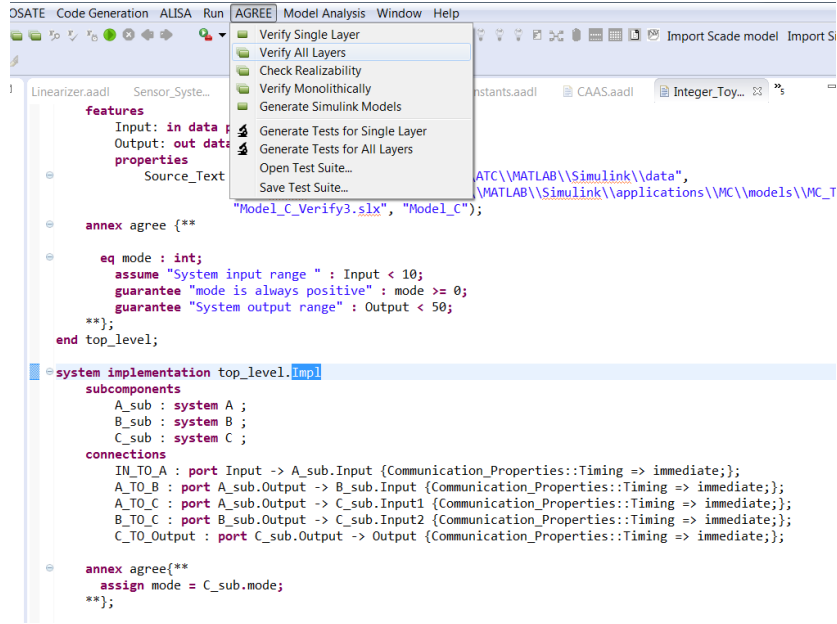 OSATE Code Generation ALISA Run AGREE Model Analysis Window Help
Verify Single Layer
Import Scade model Import Si
Verify All Layers
Check Realizability
Verify Monolithically
Generate Simulink Models
Generate Tests for Single Layer
Generate Tests for All Layers
Open Test Suite...
Save Test Suite...
Linearizer.aadl Sensor_Syste... nstants.aadl CAAS.aadl Integer_Toy... 5
features
Input: in data p
Output: out data
properties
Source_Text ATC\\MATLAB\\Simulink\\data",
\\MATLAB\\Simulink\\applications\\MC\\models\\MC_T
"Model_C_Verify3.slx", "Model_C");
annex agree {**
eq mode : int;
assume "System input range " : Input < 10;
guarantee "mode is always positive" : mode >= 0;
guarantee "System output range" : Output < 50;
**};
end top_level;
system implementation top_level.Impl
subcomponents
A_sub : system A ;
B_sub : system B ;
C_sub : system C ;
connections
IN_TO_A : port Input -> A_sub.Input {Communication_Properties::Timing => immediate;};
A_TO_B : port A_sub.Output -> B_sub.Input {Communication_Properties::Timing => immediate;};
A_TO_C : port A_sub.Output -> C_sub.Input1 {Communication_Properties::Timing => immediate;};
B_TO_C : port B_sub.Output -> C_sub.Input2 {Communication_Properties::Timing => immediate;};
C_TO_Output : port C_sub.Output -> Output {Communication_Properties::Timing => immediate;};
annex agree{**
assign mode = C_sub.mode;
**};